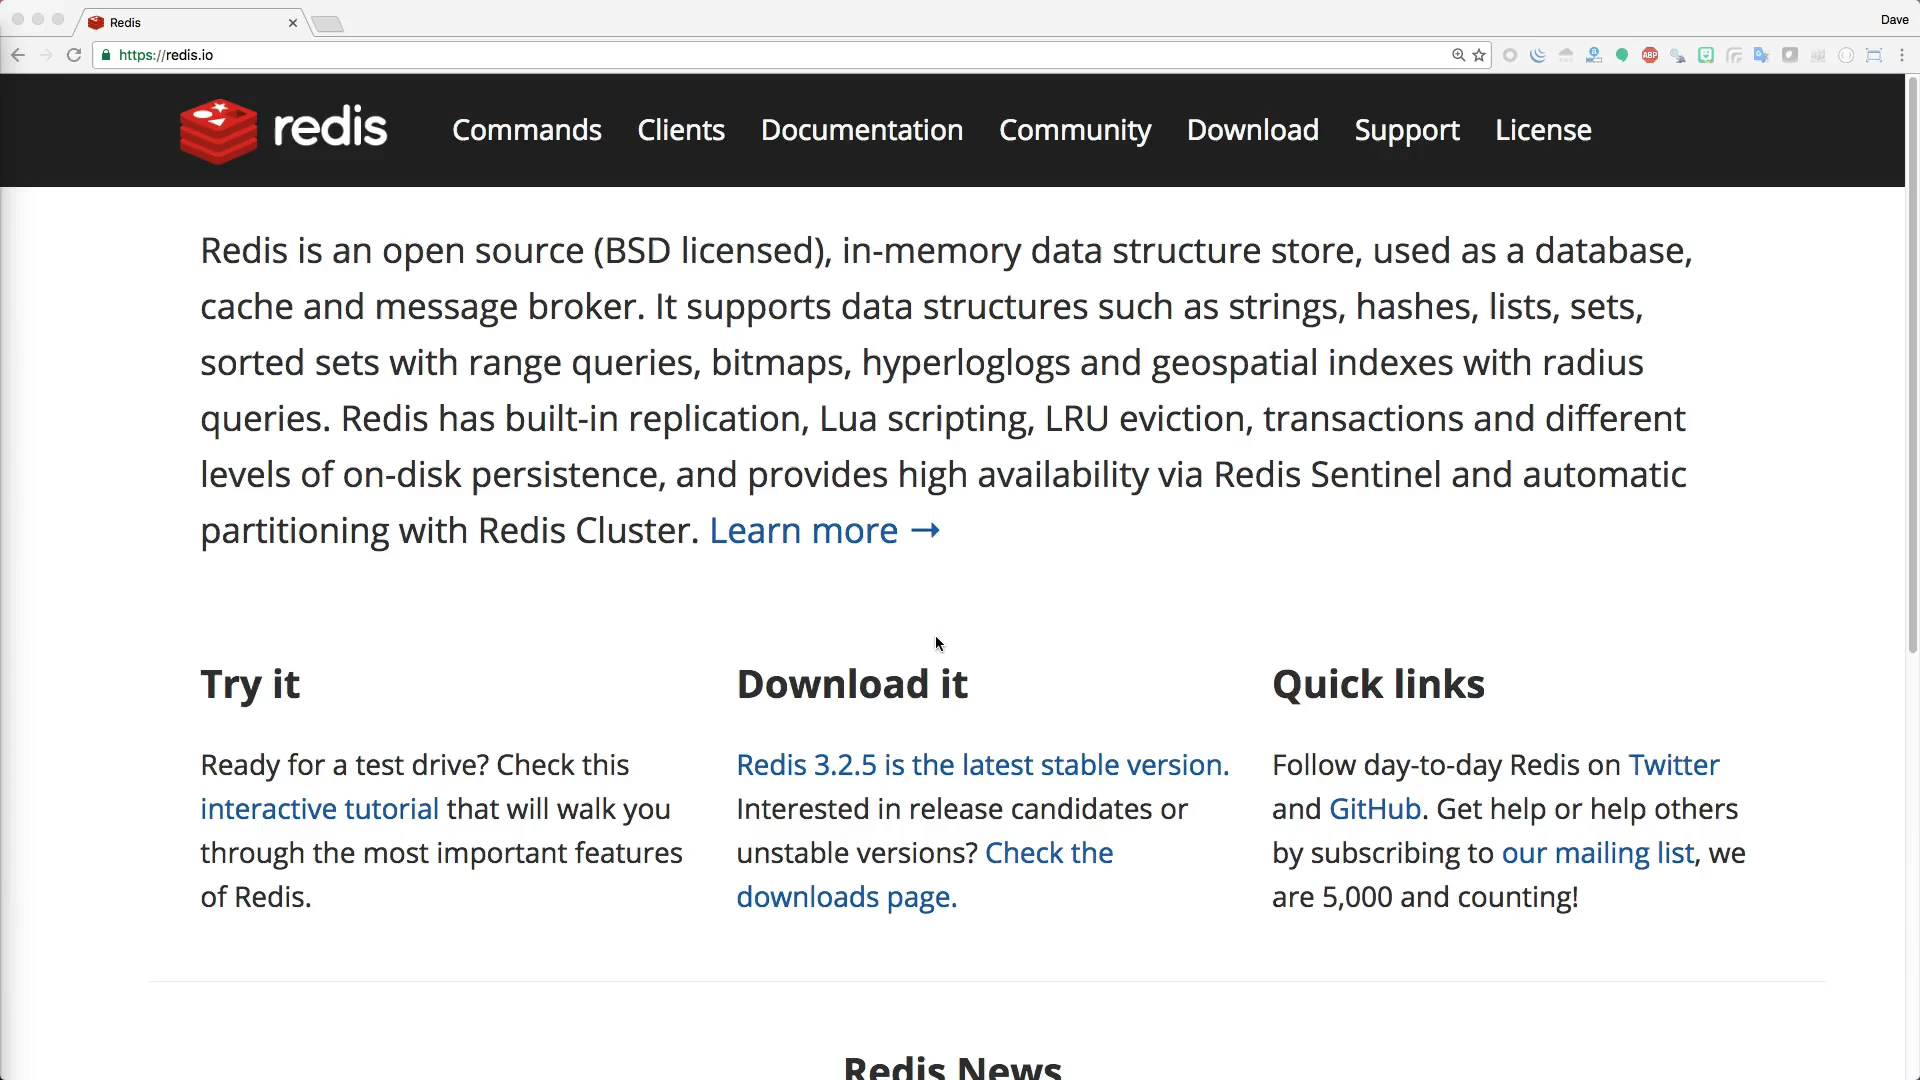 Redis
Dave
https://redis.io
ABP
redis
Commands Clients Documentation Community Download Support License
Redis is an open source (BSD licensed), in-memory data structure store, used as a database,
cache and message broker. It supports data structures such as strings, hashes, lists, sets,
sorted sets with range queries, bitmaps, hyperloglogs and geospatial indexes with radius
queries. Redis has built-in replication, Lua scripting, LRU eviction, transactions and different
levels of on-disk persistence, and provides high availability via Redis Sentinel and automatic
partitioning with Redis Cluster. Learn more →
Try it
Ready for a test drive? Check this
interactive tutorial that will walk you
through the most important features
of Redis.
Download it
Redis 3.2.5 is the latest stable version.
Interested in release candidates or
unstable versions? Check the
downloads page.
Quick links
Follow day-to-day Redis on Twitter
and GitHub. Get help or help others
by subscribing to our mailing list, we
are 5,000 and counting!
Redis News